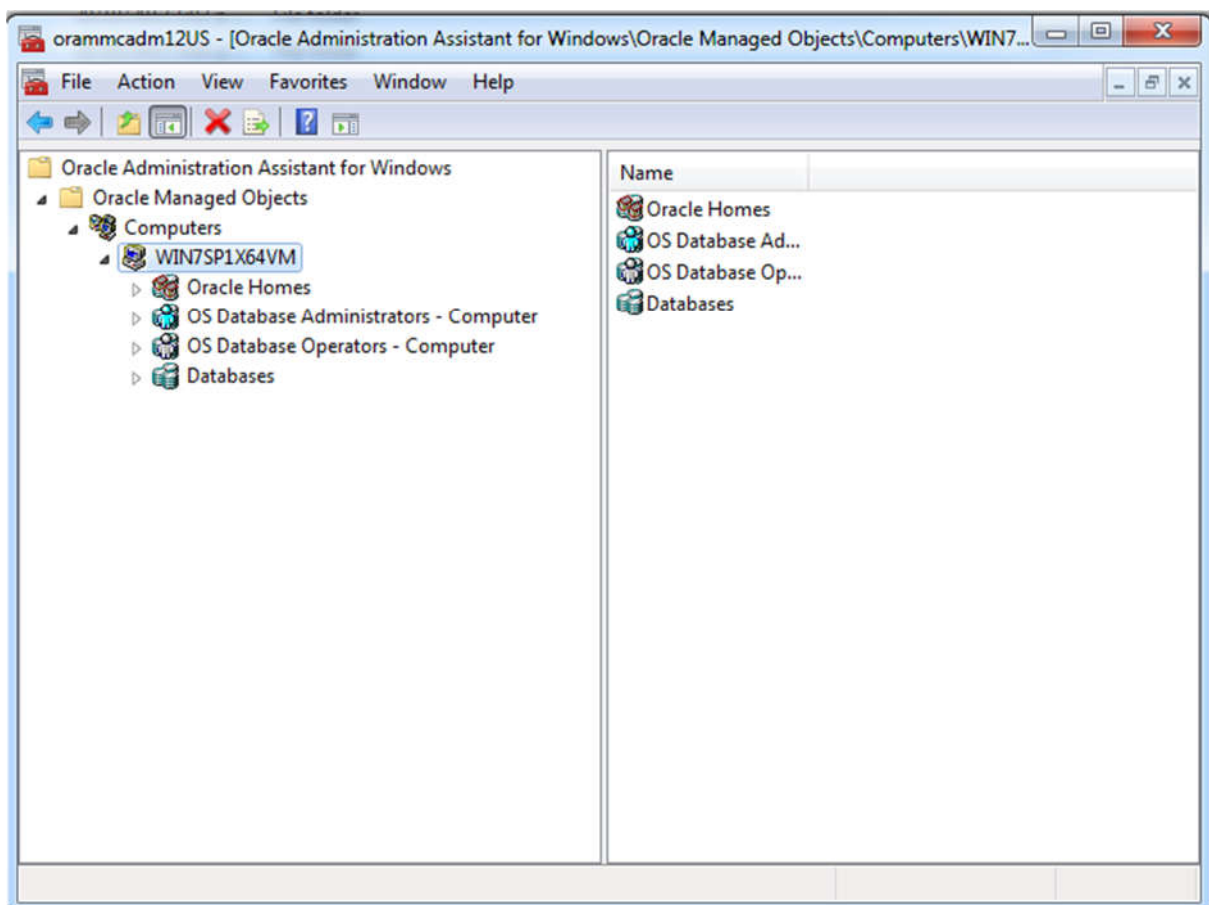 orammcadm12US - [Oracle Administration Assistant for Windows\Oracle Managed Objects\Computers\WIN7...
File Action View Favorites Window Help
Oracle Administration Assistant for Windows
Oracle Managed Objects
Computers
WIN7SP1X64VM
Oracle Homes
OS Database Administrators - Computer
OS Database Operators - Computer
Databases
Name
Oracle Homes
OS Database Ad...
OS Database Op...
Databases